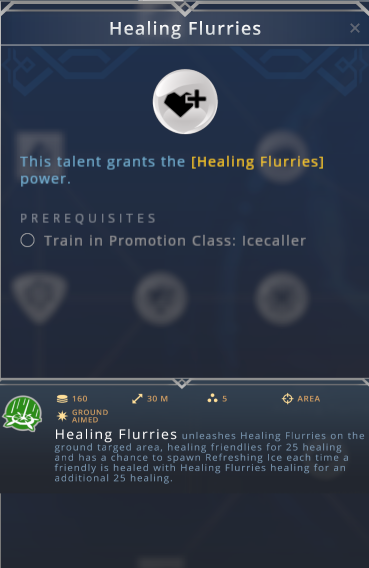 Healing Flurries
This talent grants the [Healing Flurries]
power.
PREREQUISITES
Train in Promotion Class: Icecaller
160 30 M 5 AREA
GROUND
AIMED
Healing Flurries unleashes Healing Flurries on the
ground targed area, healing friendlies for 25 healing
and has a chance to spawn Refreshing Ice each time a
friendly is healed with Healing Flurries healing for an
additional 25 healing.